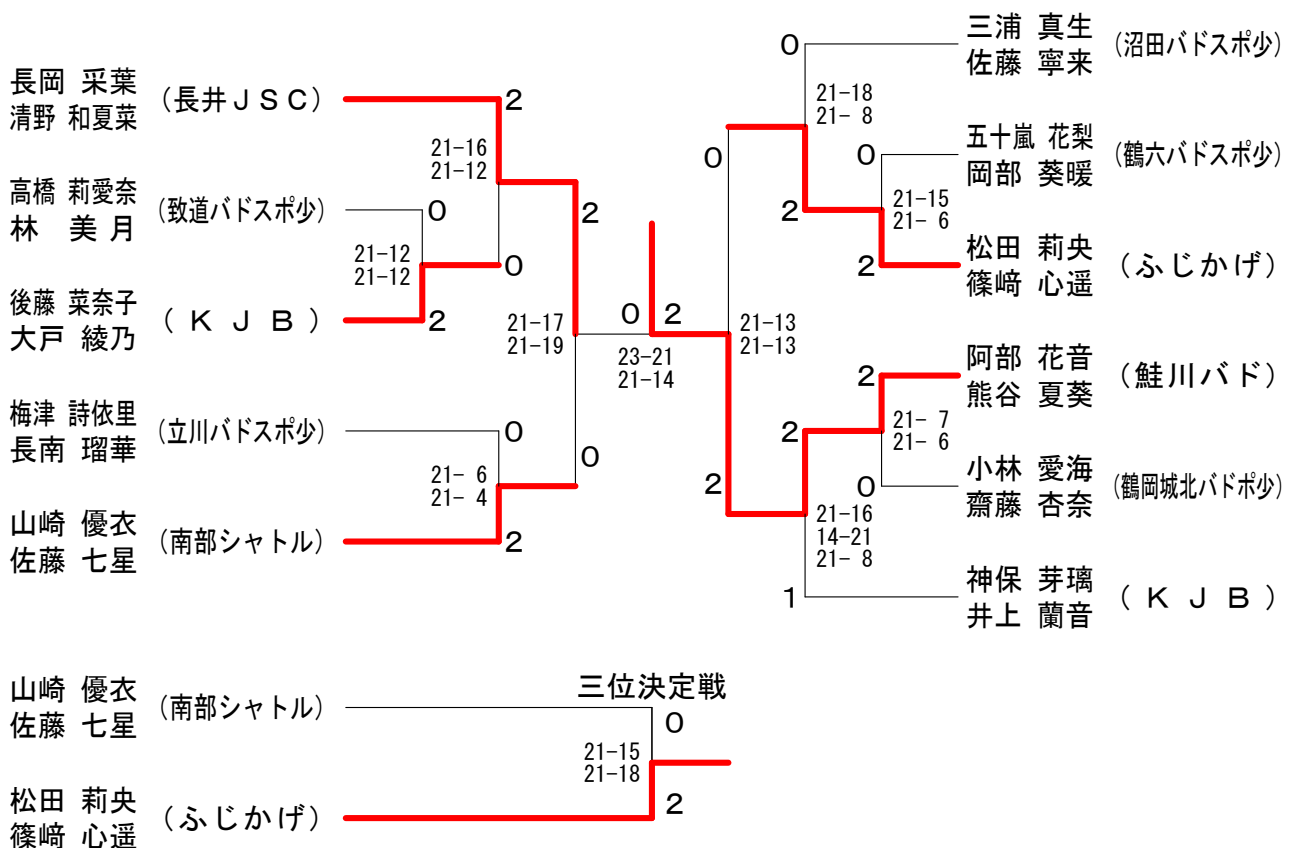 長岡 采葉
清野 和夏菜
(長井ＪＳＣ)
2
21-16
21-12
高橋 莉愛奈
林 美月
(致道バドスポ少)
0
21-12
21-12
0
後藤 菜奈子
大戸 綾乃
(ＫＪＢ)
2
2
21-17
21-19
梅津 詩依里
長南 瑠華
(立川バドスポ少)
0
21- 6
21- 4
0
山崎 優衣
佐藤 七星
(南部シャトル)
2
0
2
23-21
21-14
三浦 真生
佐藤 寧来
(沼田バドスポ少)
0
21-18
21- 8
五十嵐 花梨
岡部 葵暖
(鶴六バドスポ少)
0
21-15
21- 6
0
2
松田 莉央
篠﨑 心遥
(ふじかげ)
2
21-13
21-13
阿部 花音
熊谷 夏葵
(鮭川バド)
2
21- 7
21- 6
2
小林 愛海
齋藤 杏奈
(鶴岡城北バドポ少)
0
2
21-16
14-21
21- 8
神保 芽璃
井上 蘭音
(ＫＪＢ)
1
三位決定戦
山崎 優衣
佐藤 七星
(南部シャトル)
0
21-15
21-18
松田 莉央
篠﨑 心遥
(ふじかげ)
2